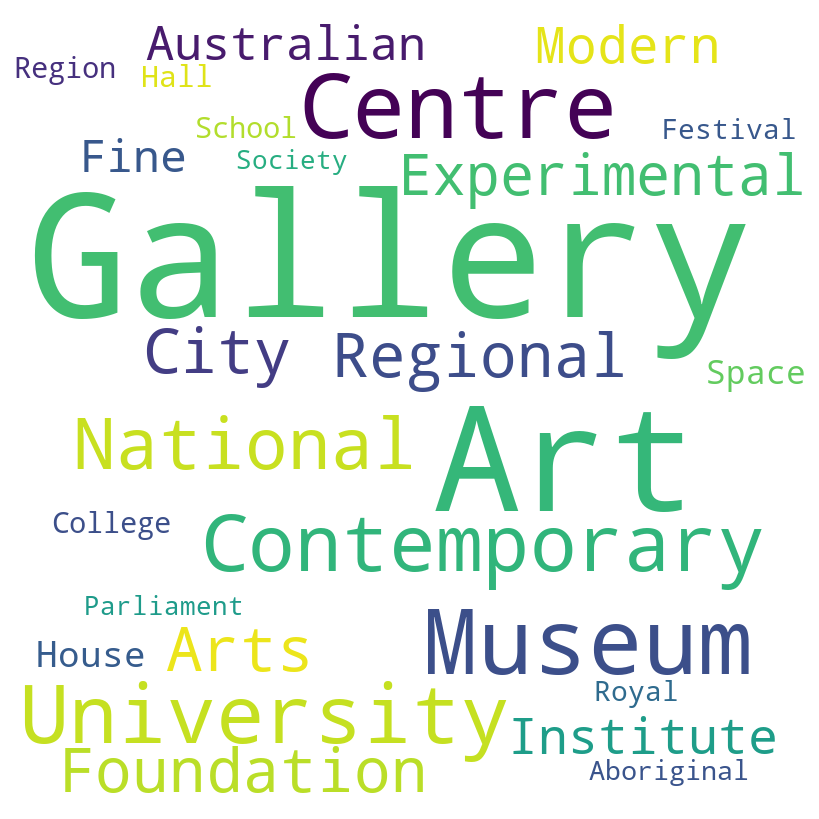 Australian
Modern
Region
Hall
Centre
School
Festival
Fine
Society
Experimental
Gallery
City
Regional
Space
National
Art
College
Contemporary
Parliament
House
Arts
Museum
University
Royal
Institute
Foundation
Aboriginal